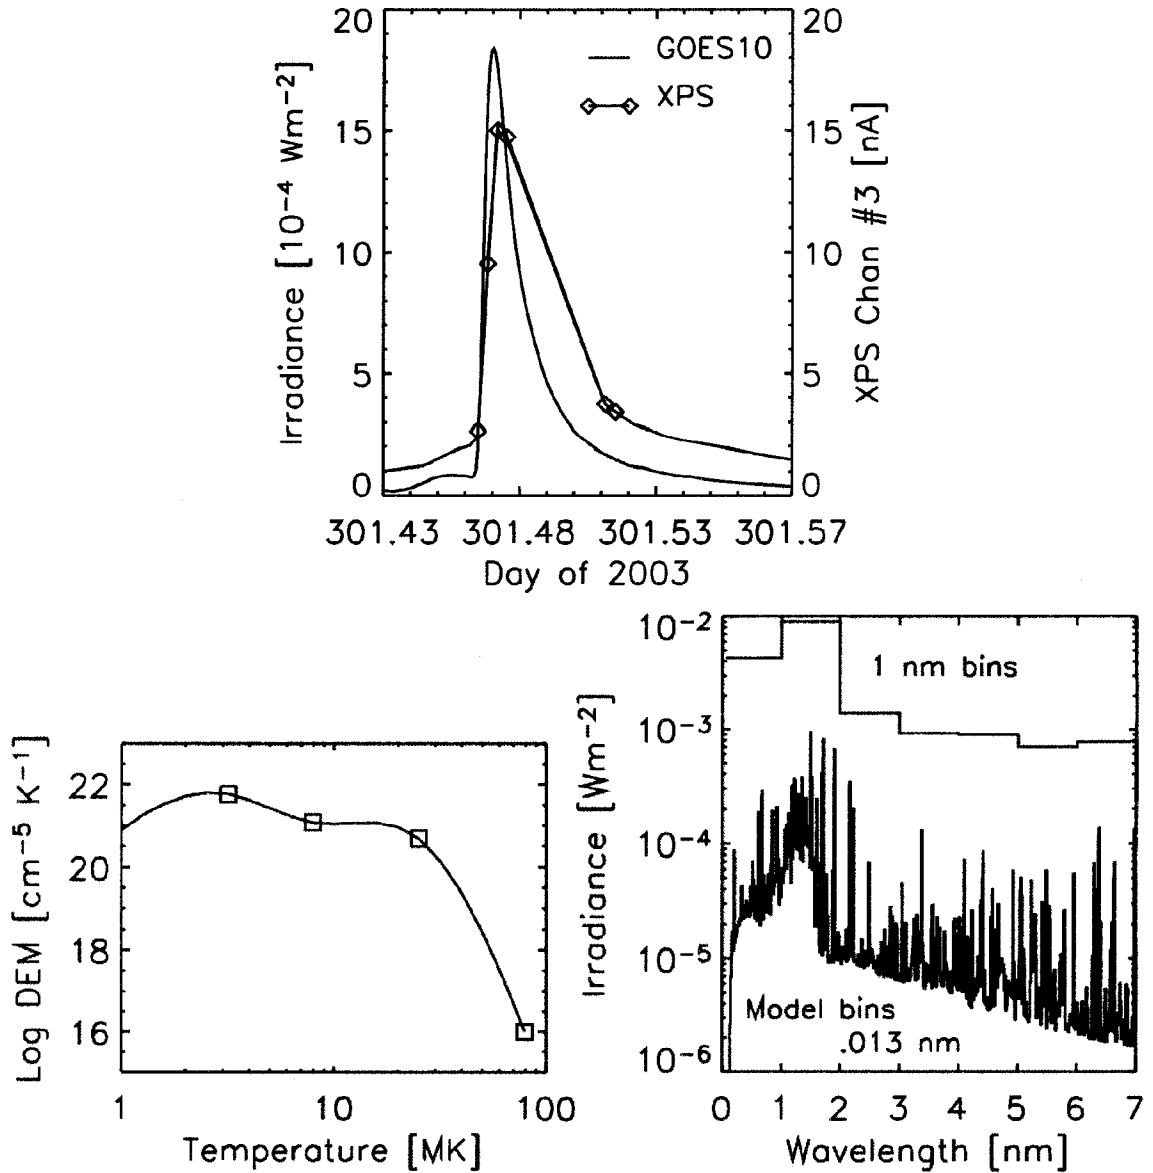 20
15
10
5
0
Irradiance [10⁻⁴ Wm⁻²]
GOES10
XPS
20
15
10
5
0
XPS Chan #3 [nA]
301.43 301.48 301.53 301.57
Day of 2003
22
20
18
16
Log DEM [cm⁻⁵ K⁻¹]
1 10 100
Temperature [MK]
10⁻²
10⁻³
10⁻⁴
10⁻⁵
10⁻⁶
Irradiance [Wm⁻²]
1 nm bins
Model bins
.013 nm
0 1 2 3 4 5 6 7
Wavelength [nm]